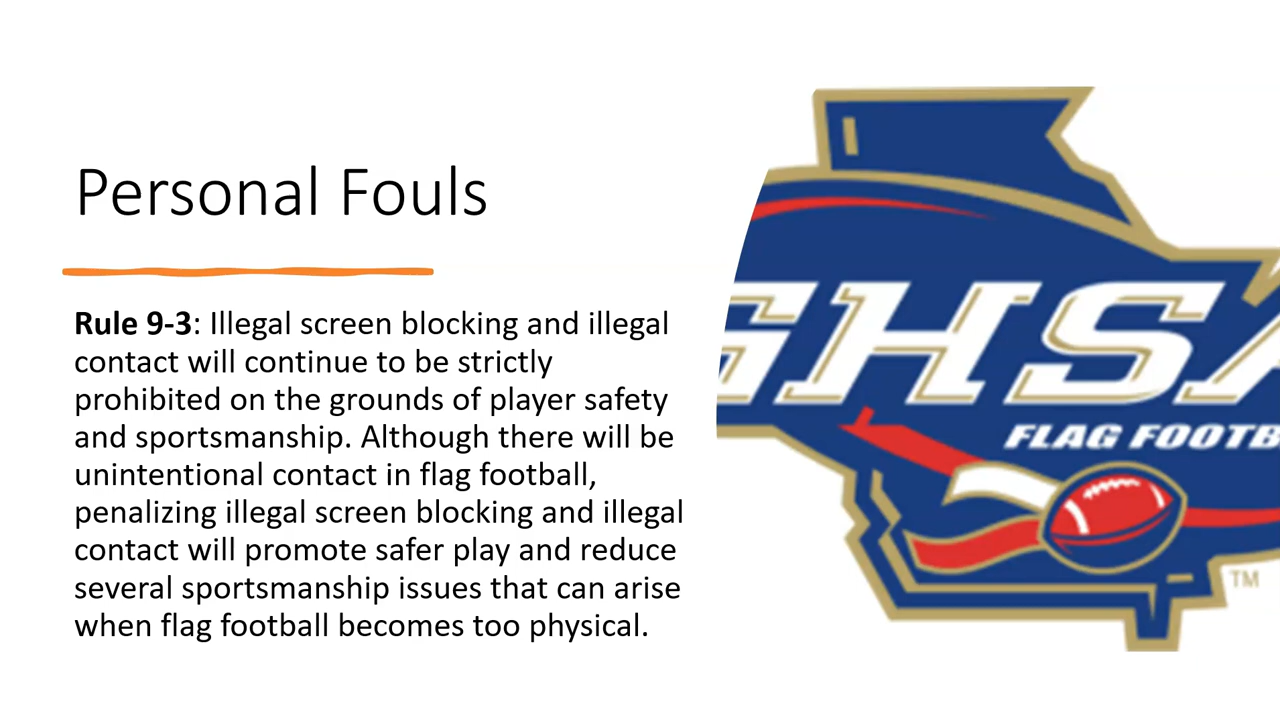 Personal Fouls
Rule 9-3: Illegal screen blocking and illegal
contact will continue to be strictly
prohibited on the grounds of player safety
and sportsmanship. Although there will be
unintentional contact in flag football,
penalizing illegal screen blocking and illegal
contact will promote safer play and reduce
several sportsmanship issues that can arise
when flag football becomes too physical.
GHSA
FLAG FOOTB
TM